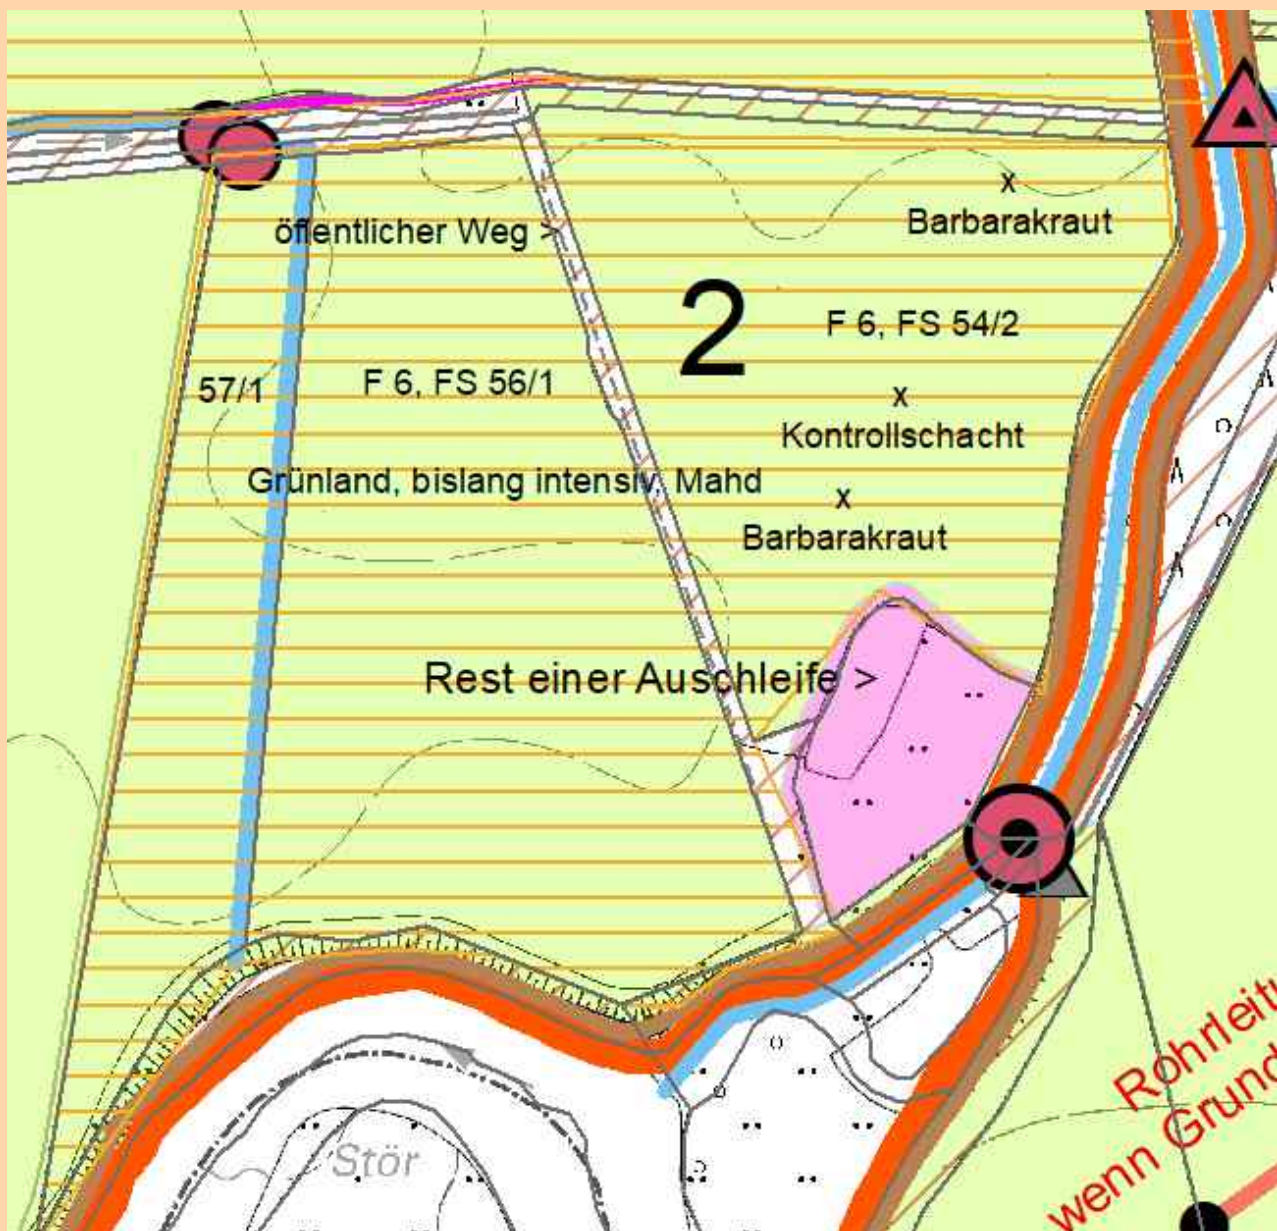 x
Barbarakraut
öffentlicher Weg >
2
F 6, FS 54/2
57/1
F 6, FS 56/1
x
Kontrollschacht
Grünland, bislang intensiv, Mahd
x
Barbarakraut
Rest einer Auschleife >
Rohrleitu
wenn Grund
Stör